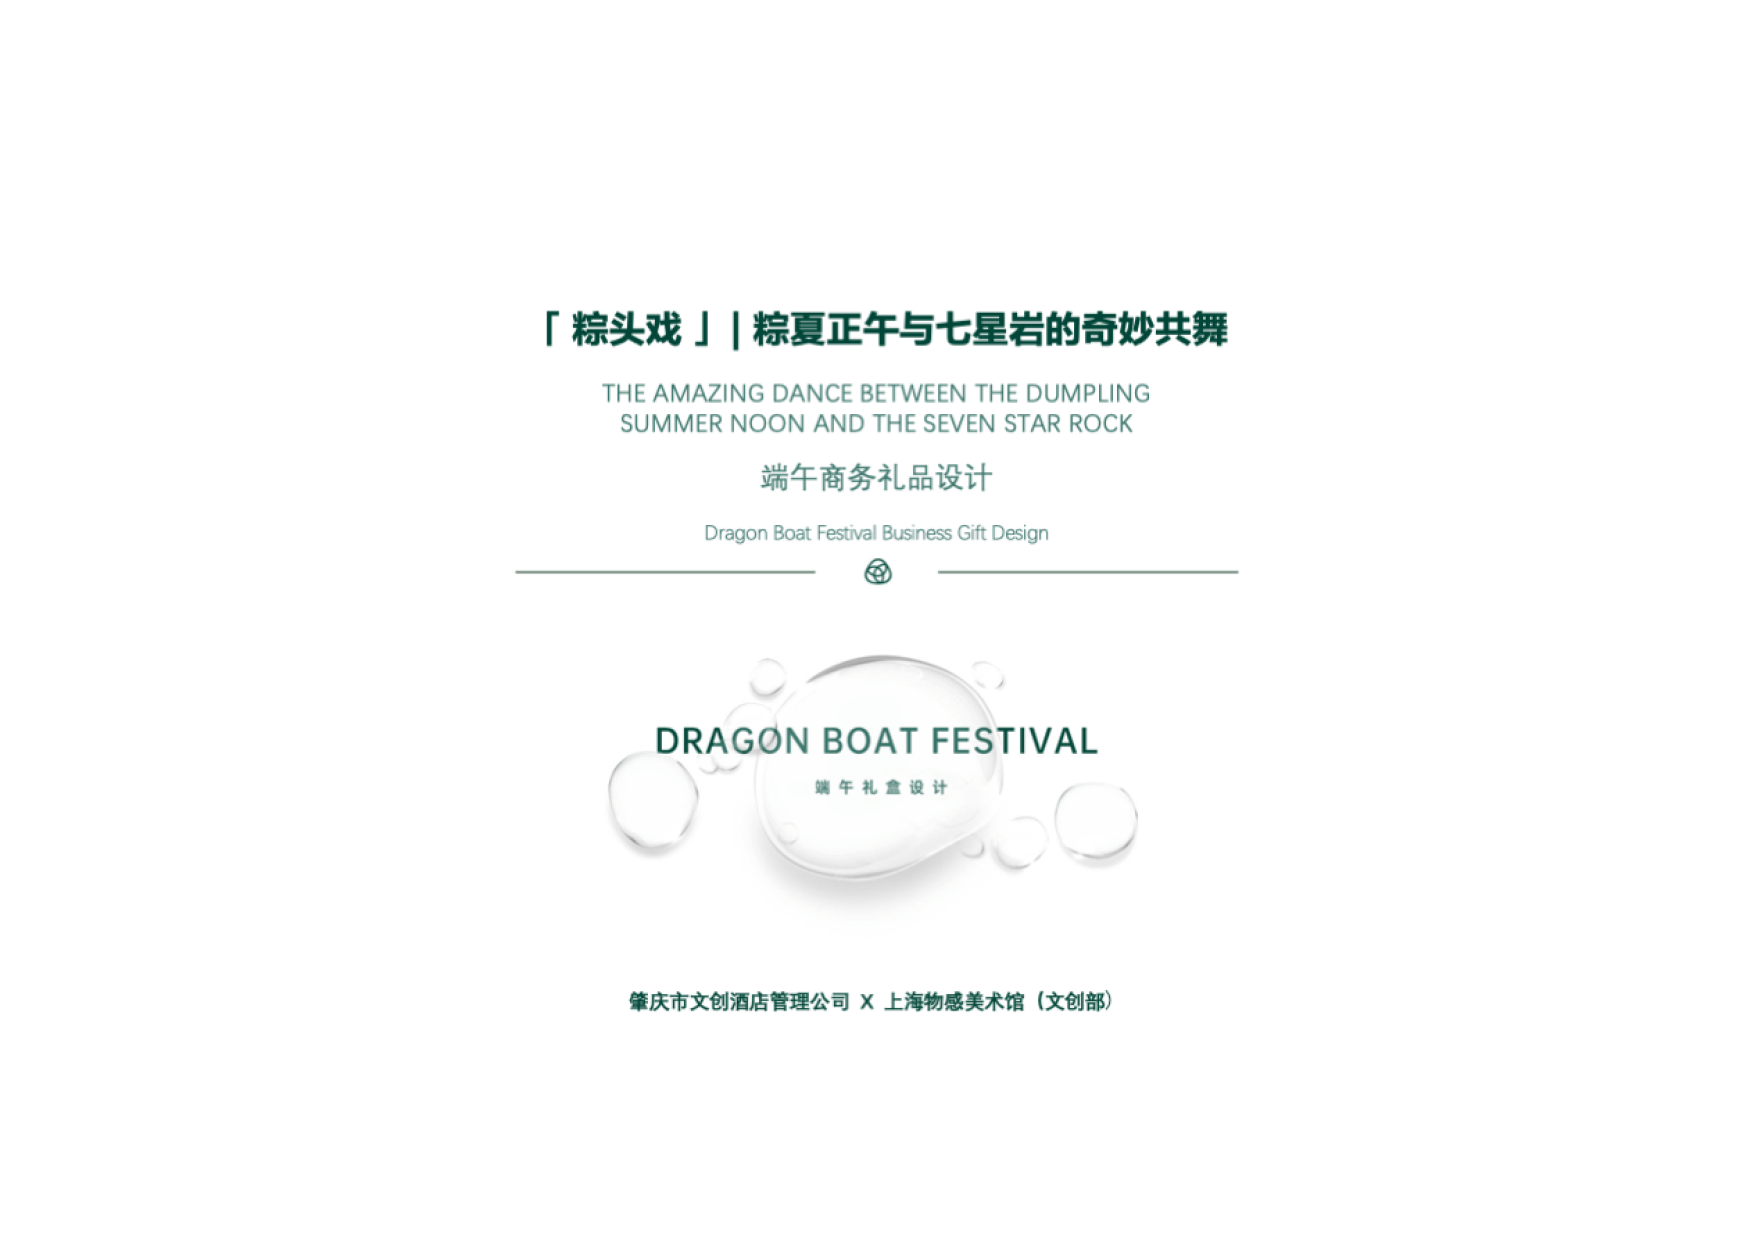 「 粽头戏 」 | 粽夏正午与七星岩的奇妙共舞
THE AMAZING DANCE BETWEEN THE DUMPLING
SUMMER NOON AND THE SEVEN STAR ROCK
端午商务礼品设计
Dragon Boat Festival Business Gift Design
DRAGON BOAT FESTIVAL
端午礼盒设计
肇庆市文创酒店管理公司 X 上海物感美术馆（文创部）